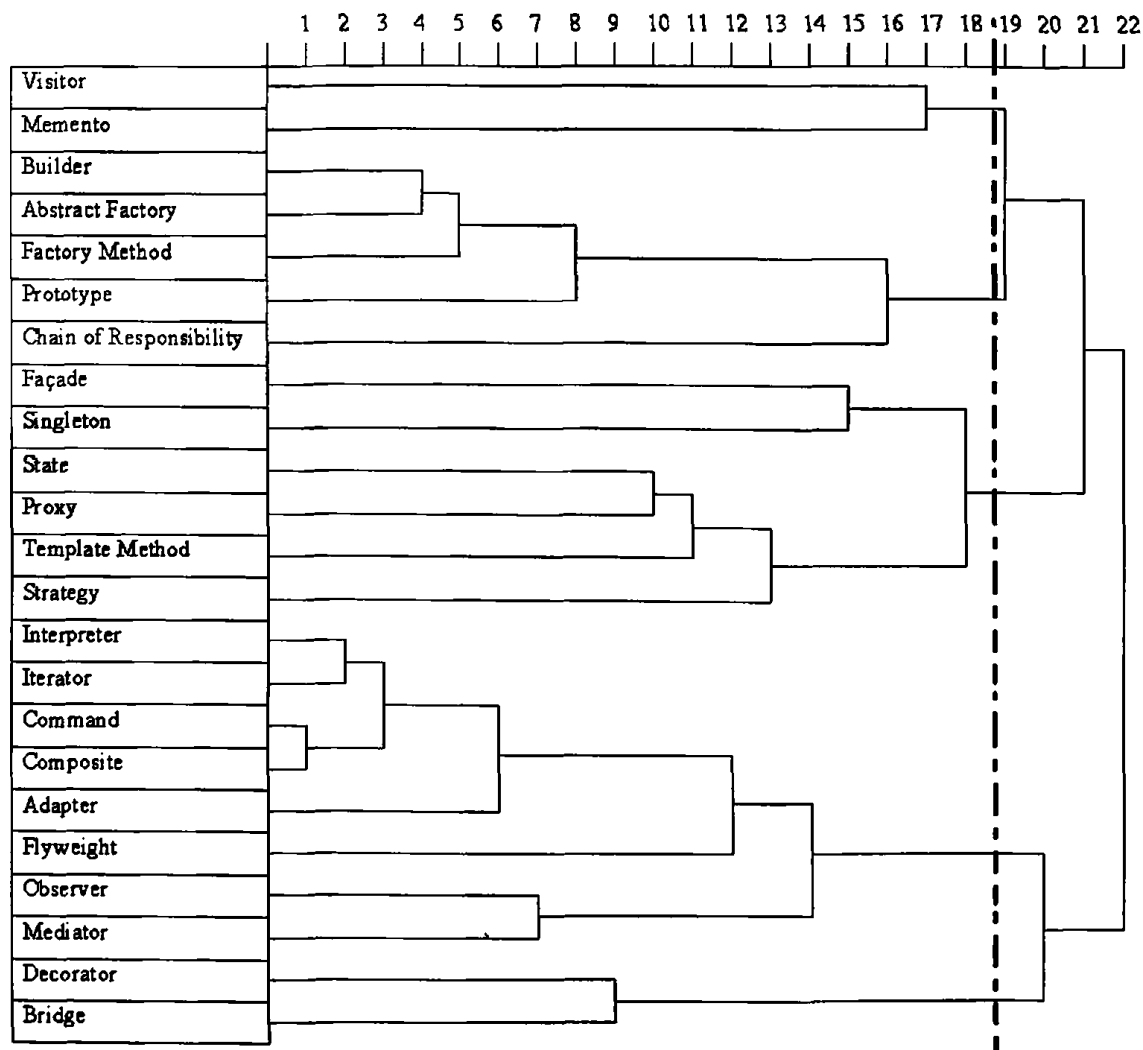 1 2 3 4 5 6 7 8 9 10 11 12 13 14 15 16 17 18 19 20 21 22
Visitor
Memento
Builder
Abstract Factory
Factory Method
Prototype
Chain of Responsibility
Façade
Singleton
State
Proxy
Template Method
Strategy
Interpreter
Iterator
Command
Composite
Adapter
Flyweight
Observer
Mediator
Decorator
Bridge